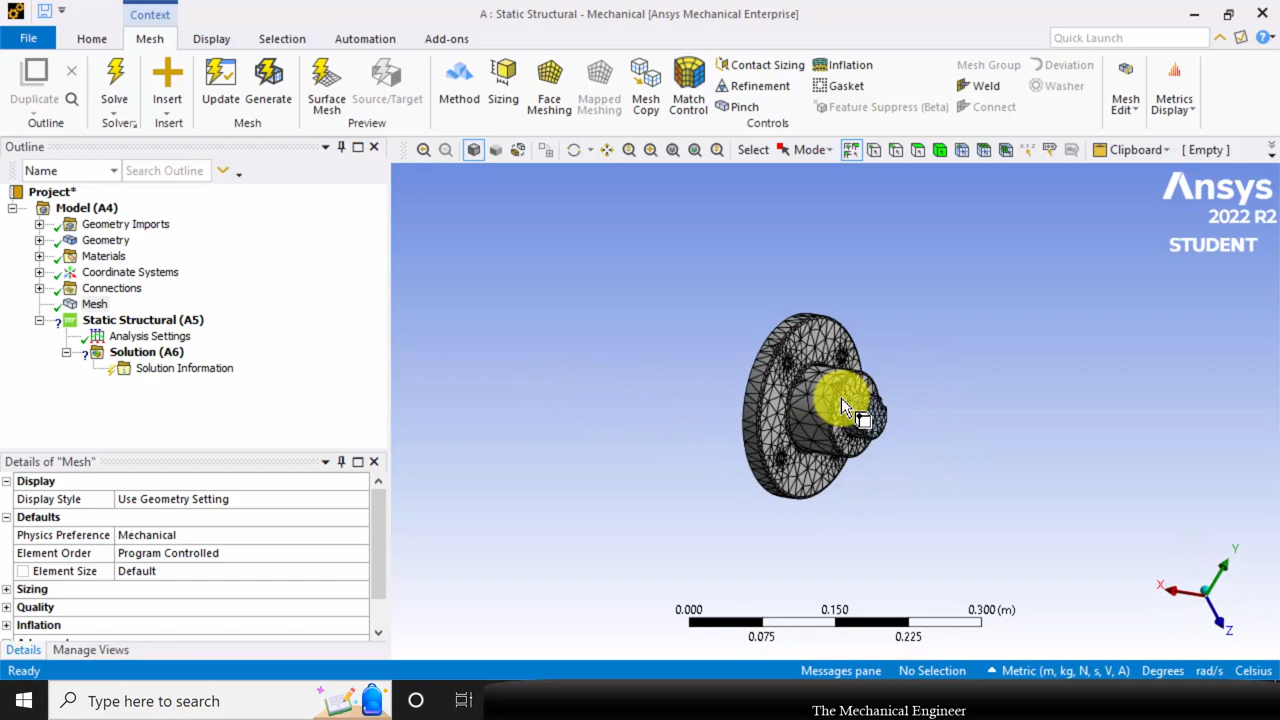 Context
A : Static Structural - Mechanical [Ansys Mechanical Enterprise]
File Home Mesh Display Selection Automation Add-ons Quick Launch
Duplicate Solve Insert Update Generate Surface Mesh Source/Target Method Sizing Face Meshing Mapped Meshing Mesh Copy Match Control
Contact Sizing Inflation Mesh Group Deviation
Refinement Gasket Weld Washer
Pinch Feature Suppress (Beta) Connect
Mesh Edit Metrics Display
Outline Solver Insert Mesh Preview Controls
Outline
Select Mode Clipboard [ Empty ]
Name Search Outline
Project*
Model (A4)
Geometry Imports
Geometry
Materials
Coordinate Systems
Connections
Mesh
Static Structural (A5)
Analysis Settings
Solution (A6)
Solution Information
Ansys
2022 R2
STUDENT
Details of "Mesh"
Display
Display Style Use Geometry Setting
Defaults
Physics Preference Mechanical
Element Order Program Controlled
Element Size Default
Sizing
Quality
Inflation
Details Manage Views
0.000 0.150 0.300 (m)
0.075 0.225
Y
X
Z
Ready Messages pane No Selection Metric (m, kg, N, s, V, A) Degrees rad/s Celsius
Type here to search
The Mechanical Engineer